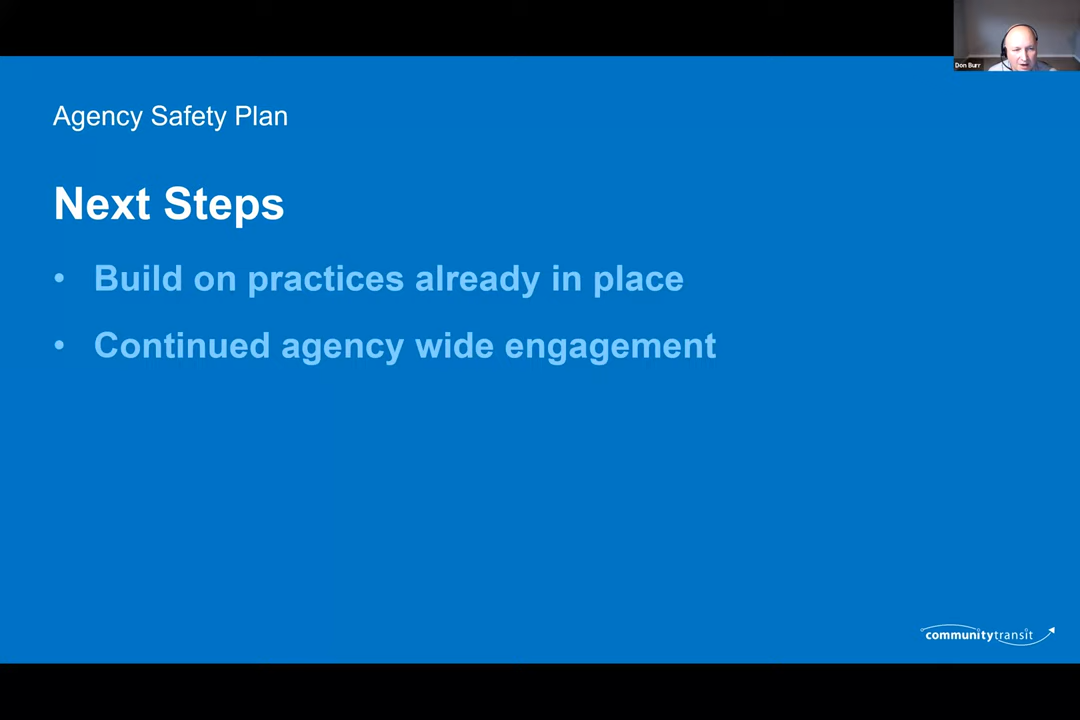 Don Burr
Agency Safety Plan
Next Steps
• Build on practices already in place
• Continued agency wide engagement
communitytransit